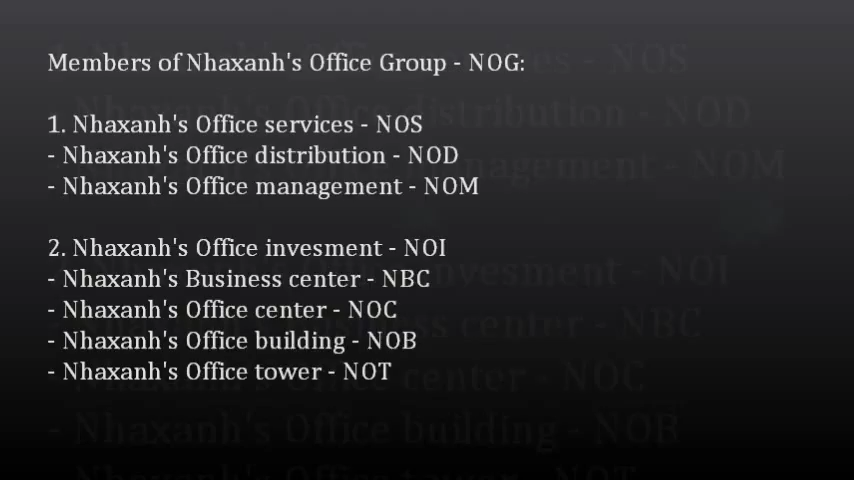 Members of Nhaxanh's Office Group - NOG:
1. Nhaxanh's Office services - NOS
- Nhaxanh's Office distribution - NOD
- Nhaxanh's Office management - NOM
2. Nhaxanh's Office invesment - NOI
- Nhaxanh's Business center - NBC
- Nhaxanh's Office center - NOC
- Nhaxanh's Office building - NOB
- Nhaxanh's Office tower - NOT